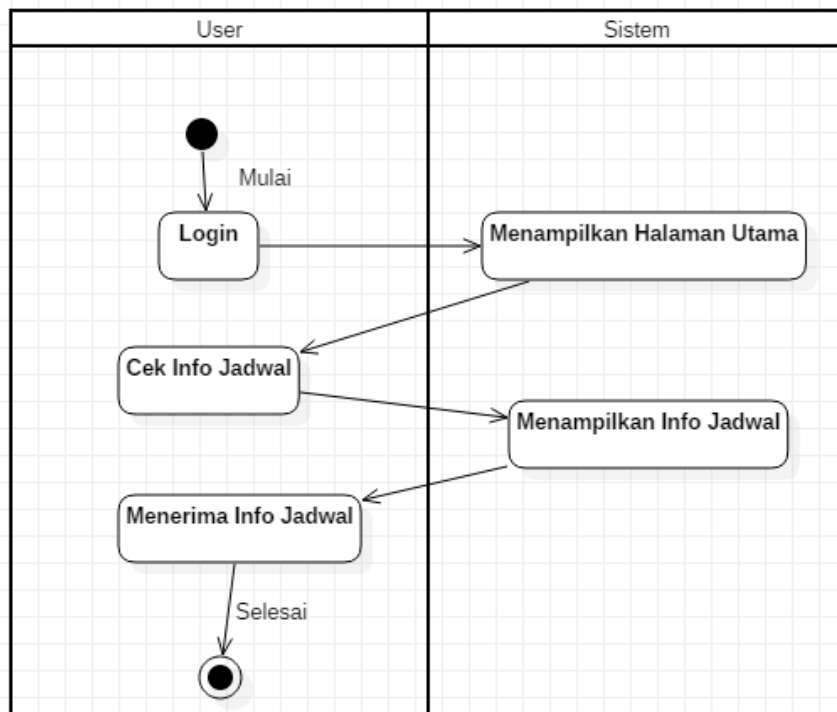 User
Sistem
Mulai
Login
Menampilkan Halaman Utama
Cek Info Jadwal
Menampilkan Info Jadwal
Menerima Info Jadwal
Selesai